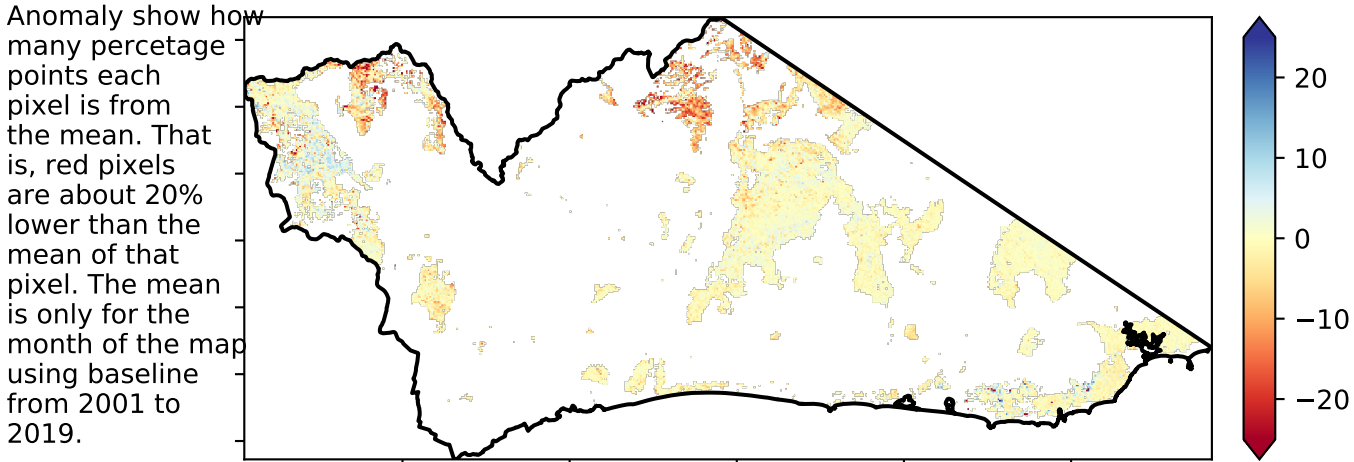 Anomaly show how
many percetage
points each
pixel is from
the mean. That
is, red pixels
are about 20%
lower than the
mean of that
pixel. The mean
is only for the
month of the map
using baseline
from 2001 to
2019.
20
10
0
−10
−20